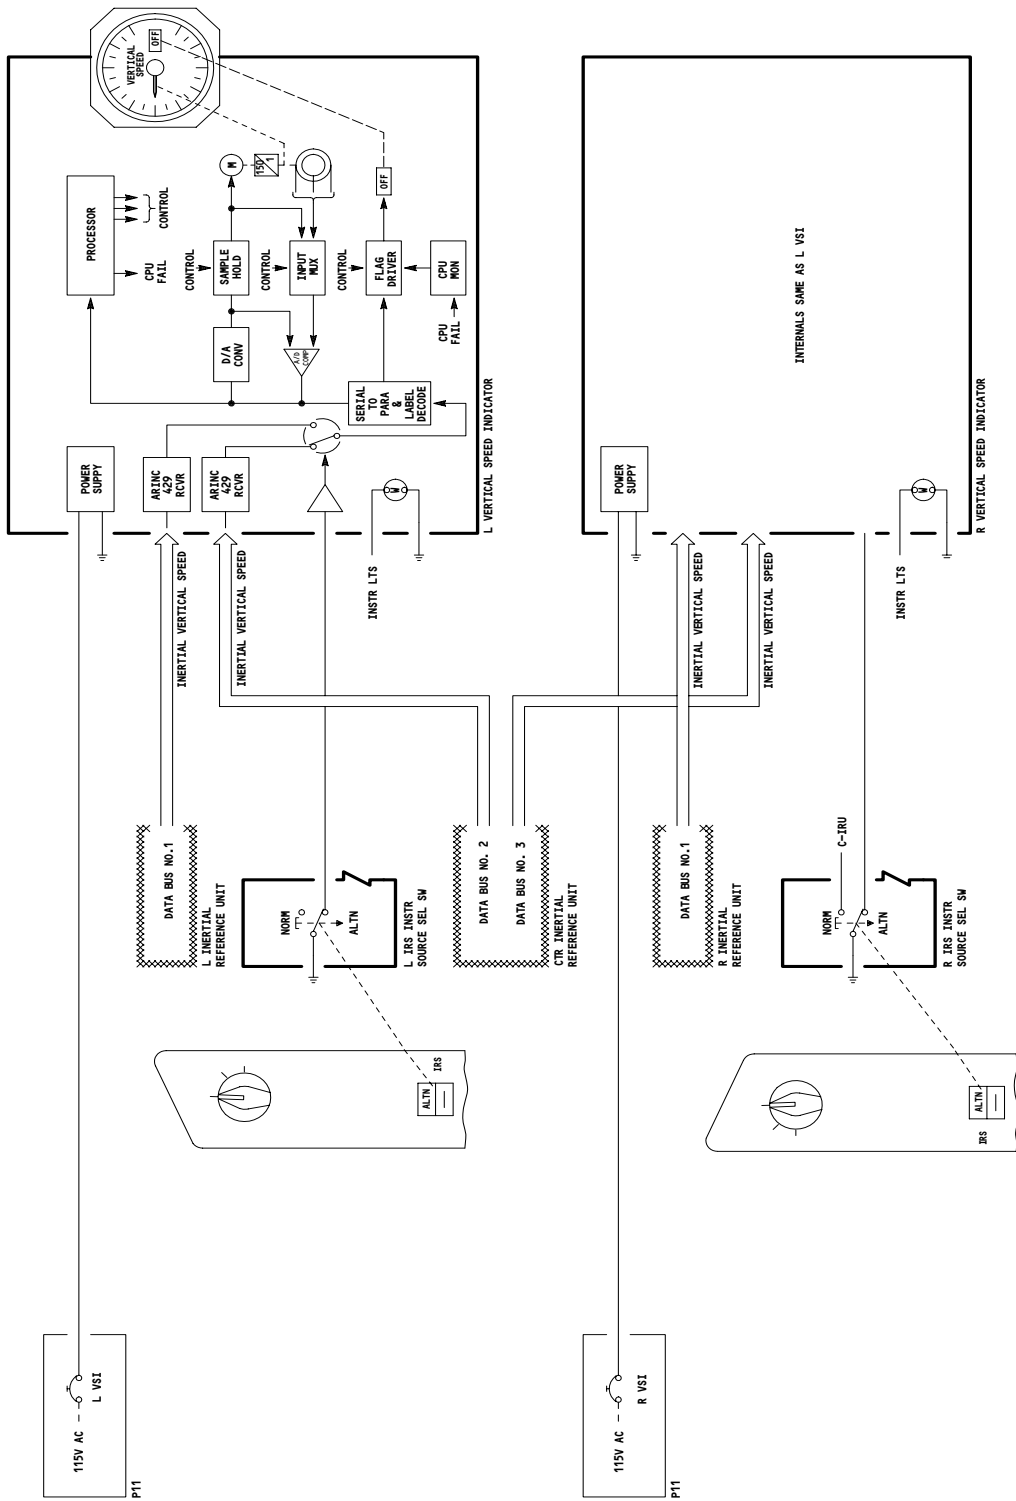 115V AC
L VSI
P11
ALTN
IRS
DATA BUS NO.1
L INERTIAL
REFERENCE UNIT
NORM
ALTN
L IRS INSTR
SOURCE SEL SW
DATA BUS NO. 2
DATA BUS NO. 3
CTR INERTIAL
REFERENCE UNIT
INERTIAL VERTICAL SPEED
INERTIAL VERTICAL SPEED
INSTR LTS
W
POWER
SUPPY
ARINC
429
RCVR
ARINC
429
RCVR
SERIAL
TO
PARA
&
LABEL
DECODE
D/A
CONV
A/D
COMP
PROCESSOR
CPU
FAIL
CONTROL
CONTROL
SAMPLE
HOLD
CONTROL
INPUT
MUX
CONTROL
FLAG
DRIVER
CPU
FAIL
CPU
MON
M
150
1
OFF
VERTICAL
SPEED
OFF
L VERTICAL SPEED INDICATOR
115V AC
R VSI
P11
ALTN
IRS
DATA BUS NO.1
R INERTIAL
REFERENCE UNIT
C-IRU
NORM
ALTN
R IRS INSTR
SOURCE SEL SW
INERTIAL VERTICAL SPEED
INERTIAL VERTICAL SPEED
INSTR LTS
W
POWER
SUPPY
INTERNALS SAME AS L VSI
R VERTICAL SPEED INDICATOR